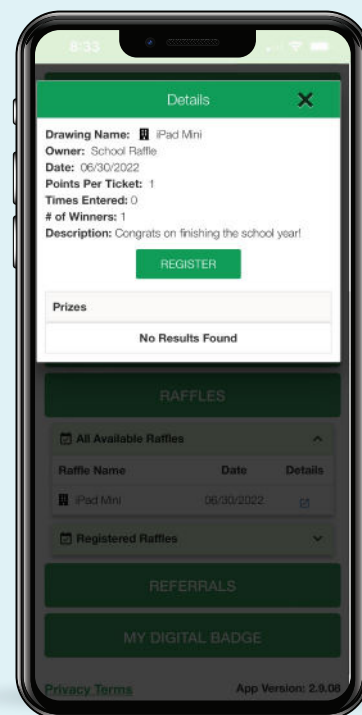 8:33
Details
Drawing Name: iPad Mini
Owner: School Raffle
Date: 06/30/2022
Points Per Ticket: 1
Times Entered: 0
# of Winners: 1
Description: Congrats on finishing the school year!
REGISTER
Prizes
No Results Found
RAFFLES
All Available Raffles
Raffle Name Date Details
iPad Mini 06/30/2022
Registered Raffles
REFERRALS
MY DIGITAL BADGE
Privacy Terms App Version: 2.9.08